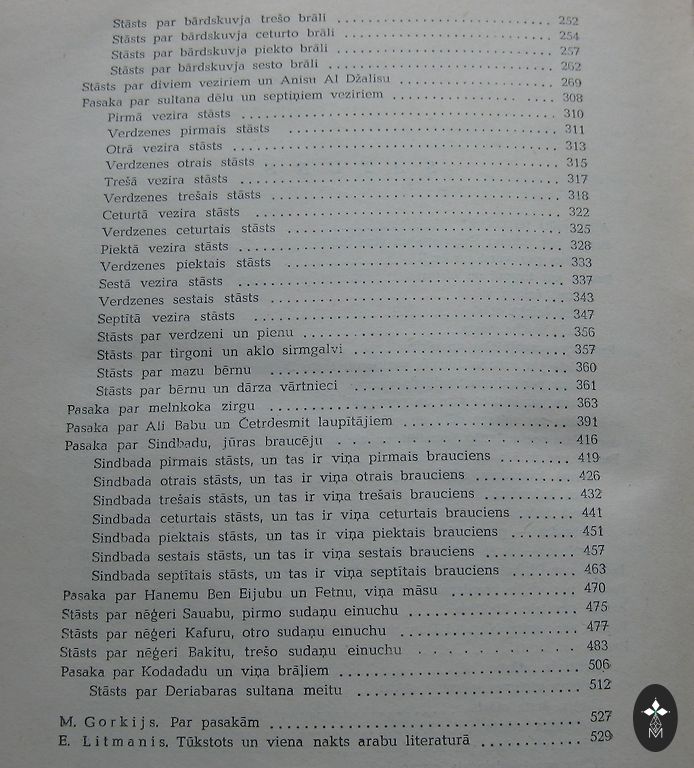 Stāsts par bārdskuvja trešo brāli . . . . . . . . . . . . . . . . . . . . . . . 252
Stāsts par bārdskuvja ceturto brāli . . . . . . . . . . . . . . . . . . . . . . 254
Stāsts par bārdskuvja piekto brāli . . . . . . . . . . . . . . . . . . . . . . . 257
Stāsts par bārdskuvja sesto brāli . . . . . . . . . . . . . . . . . . . . . . . 262
Stāsts par diviem veziriem un Anisu Al Džalisu . . . . . . . . . . . . . . . . . 269
Pasaka par sultana dēlu un septiņiem veziriem . . . . . . . . . . . . . . . . . 308
Pirmā vezira stāsts . . . . . . . . . . . . . . . . . . . . . . . . . . . . . . 310
Verdzenes pirmais stāsts . . . . . . . . . . . . . . . . . . . . . . . . . . . 311
Otrā vezira stāsts . . . . . . . . . . . . . . . . . . . . . . . . . . . . . . 313
Verdzenes otrais stāsts . . . . . . . . . . . . . . . . . . . . . . . . . . . . 315
Trešā vezira stāsts . . . . . . . . . . . . . . . . . . . . . . . . . . . . . . 317
Verdzenes trešais stāsts . . . . . . . . . . . . . . . . . . . . . . . . . . . 318
Ceturtā vezira stāsts . . . . . . . . . . . . . . . . . . . . . . . . . . . . . 322
Verdzenes ceturtais stāsts . . . . . . . . . . . . . . . . . . . . . . . . . . 325
Piektā vezira stāsts . . . . . . . . . . . . . . . . . . . . . . . . . . . . . 328
Verdzenes piektais stāsts . . . . . . . . . . . . . . . . . . . . . . . . . . . 333
Sestā vezira stāsts . . . . . . . . . . . . . . . . . . . . . . . . . . . . . . 337
Verdzenes sestais stāsts . . . . . . . . . . . . . . . . . . . . . . . . . . . 343
Septītā vezira stāsts . . . . . . . . . . . . . . . . . . . . . . . . . . . . . 347
Stāsts par verdzeni un pienu . . . . . . . . . . . . . . . . . . . . . . . . . 356
Stāsts par tirgoni un aklo sirmgalvi . . . . . . . . . . . . . . . . . . . . . 357
Stāsts par mazu bērnu . . . . . . . . . . . . . . . . . . . . . . . . . . . . . 360
Stāsts par bērnu un dārza vārtnieci . . . . . . . . . . . . . . . . . . . . . . 361
Pasaka par melnkoka zirgu . . . . . . . . . . . . . . . . . . . . . . . . . . . 363
Pasaka par Ali Babu un Četrdesmit laupītājiem . . . . . . . . . . . . . . . . . 391
Pasaka par Sindbadu, jūras braucēju . . . . . . . . . . . . . . . . . . . . . . 416
Sindbada pirmais stāsts, un tas ir viņa pirmais brauciens . . . . . . . . . 419
Sindbada otrais stāsts, un tas ir viņa otrais brauciens . . . . . . . . . . . 426
Sindbada trešais stāsts, un tas ir viņa trešais brauciens . . . . . . . . . . 432
Sindbada ceturtais stāsts, un tas ir viņa ceturtais brauciens . . . . . . . 441
Sindbada piektais stāsts, un tas ir viņa piektais brauciens . . . . . . . . 451
Sindbada sestais stāsts, un tas ir viņa sestais brauciens . . . . . . . . . . 457
Sindbada septītais stāsts, un tas ir viņa septītais brauciens . . . . . . . . 463
Pasaka par Hanemu Ben Eijubu un Fetnu, viņa māsu . . . . . . . . . . . . . . 470
Stāsts par nēģeri Sauabu, pirmo sudaņu einuchu . . . . . . . . . . . . . . . . 475
Stāsts par nēģeri Kafuru, otro sudaņu einuchu . . . . . . . . . . . . . . . . . 477
Stāsts par nēģeri Bakitu, trešo sudaņu einuchu . . . . . . . . . . . . . . . . 483
Pasaka par Kodadadu un viņa brāļiem . . . . . . . . . . . . . . . . . . . . . . 506
Stāsts par Deriabaras sultana meitu . . . . . . . . . . . . . . . . . . . . . . 512
M. Gorkijs. Par pasakām . . . . . . . . . . . . . . . . . . . . . . . . . . . . 527
E. Litmanis. Tūkstots un viena nakts arabu literaturā . . . . . . . . . . . . 529
M